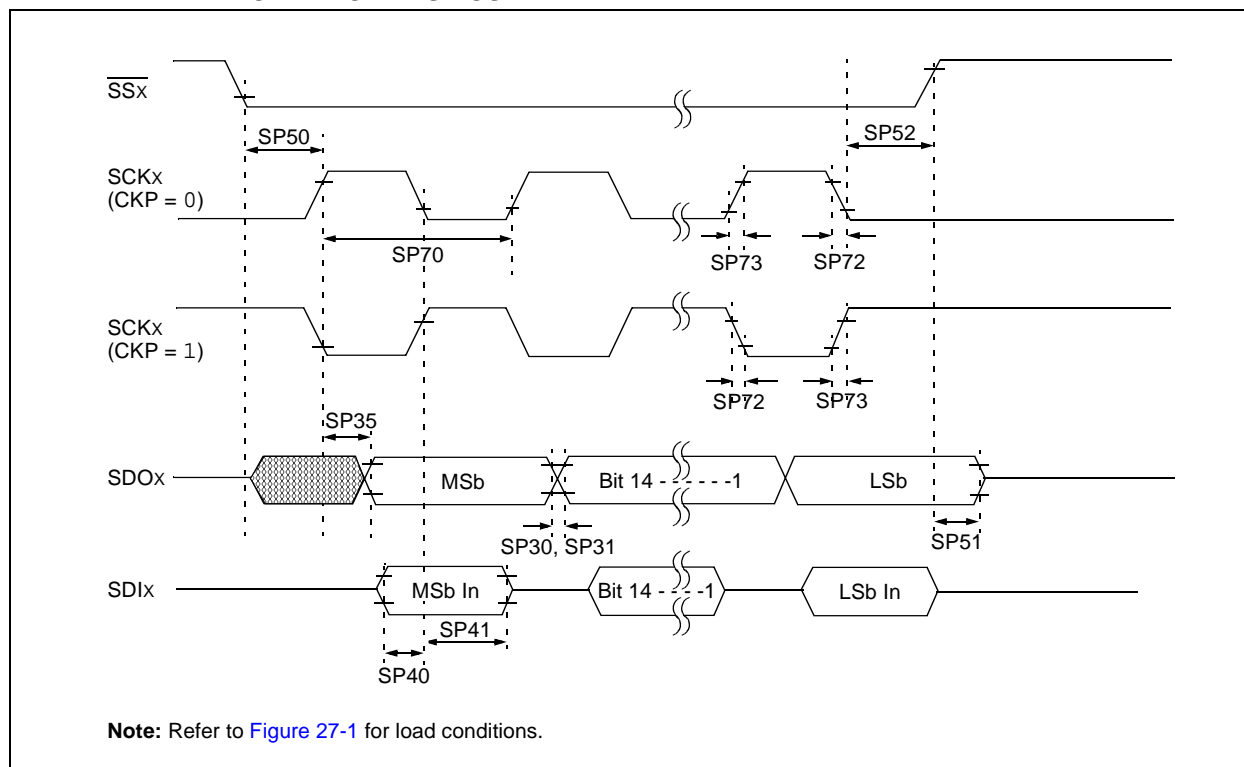 SSX
SP50
SP52
SCKX
(CKP = 0)
SP70
SP73
SP72
SCKX
(CKP = 1)
SP72
SP73
SP35
SDOX
MSb
Bit 14 - - - - - -1
LSb
SP30, SP31
SP51
SDIX
MSb In
Bit 14 - - - -1
LSb In
SP41
SP40
Note: Refer to Figure 27-1 for load conditions.